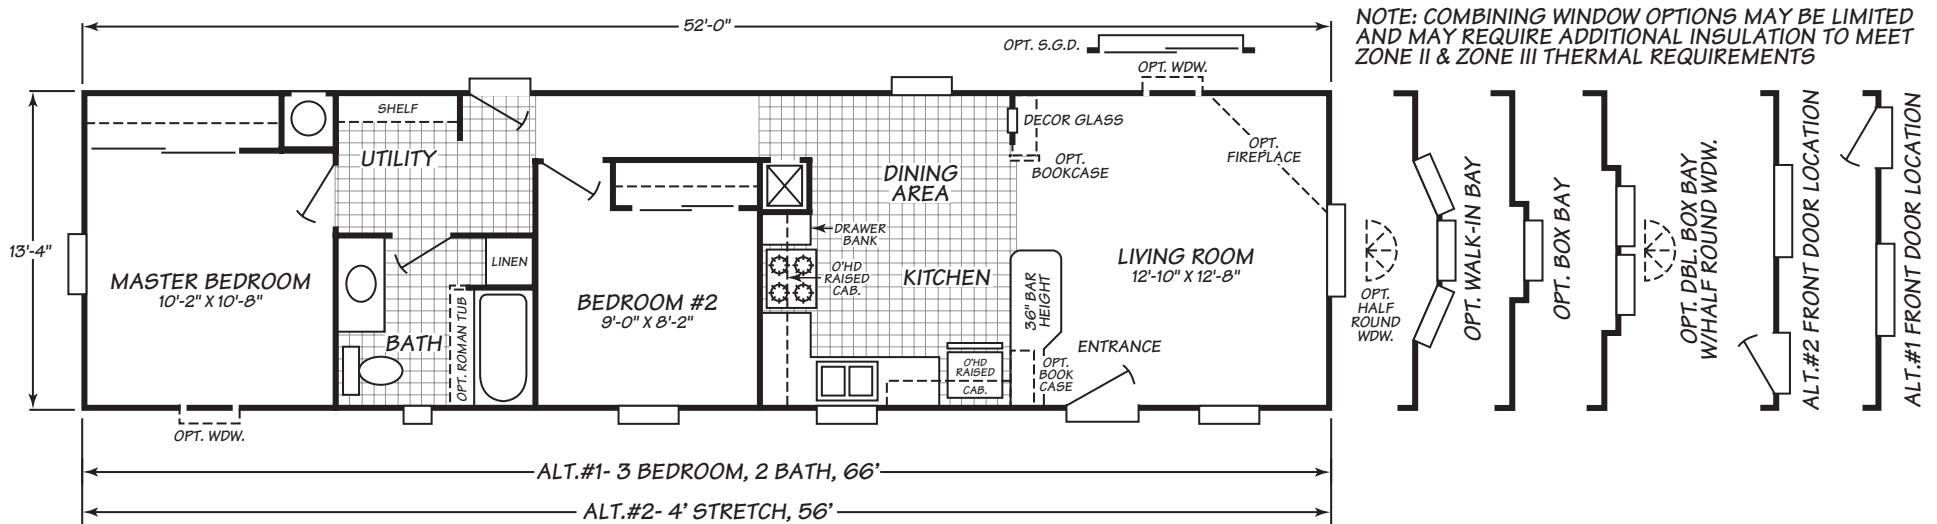 52'-0"
OPT. S.G.D.
NOTE: COMBINING WINDOW OPTIONS MAY BE LIMITED
AND MAY REQUIRE ADDITIONAL INSULATION TO MEET
ZONE II & ZONE III THERMAL REQUIREMENTS
OPT. WDW.
SHELF
DECOR GLASS
UTILITY
OPT.
FIREPLACE
OPT.
BOOKCASE
DINING
AREA
DRAWER
BANK
13'-4"
LINEN
MASTER BEDROOM
10'-2" X 10'-8"
O'HD
RAISED
CAB.
KITCHEN
LIVING ROOM
12'-10" X 12'-8"
BEDROOM #2
9'-0" X 8'-2"
36" BAR
HEIGHT
BATH
OPT. ROMAN TUB
ENTRANCE
O'HD
RAISED
CAB.
OPT.
BOOK
CASE
OPT. WDW.
OPT.
HALF
ROUND
WDW.
OPT. WALK-IN BAY
OPT. BOX BAY
OPT. DBL. BOX BAY
W/HALF ROUND WDW.
ALT.#2 FRONT DOOR LOCATION
ALT.#1 FRONT DOOR LOCATION
ALT.#1- 3 BEDROOM, 2 BATH, 66'
ALT.#2- 4' STRETCH, 56'